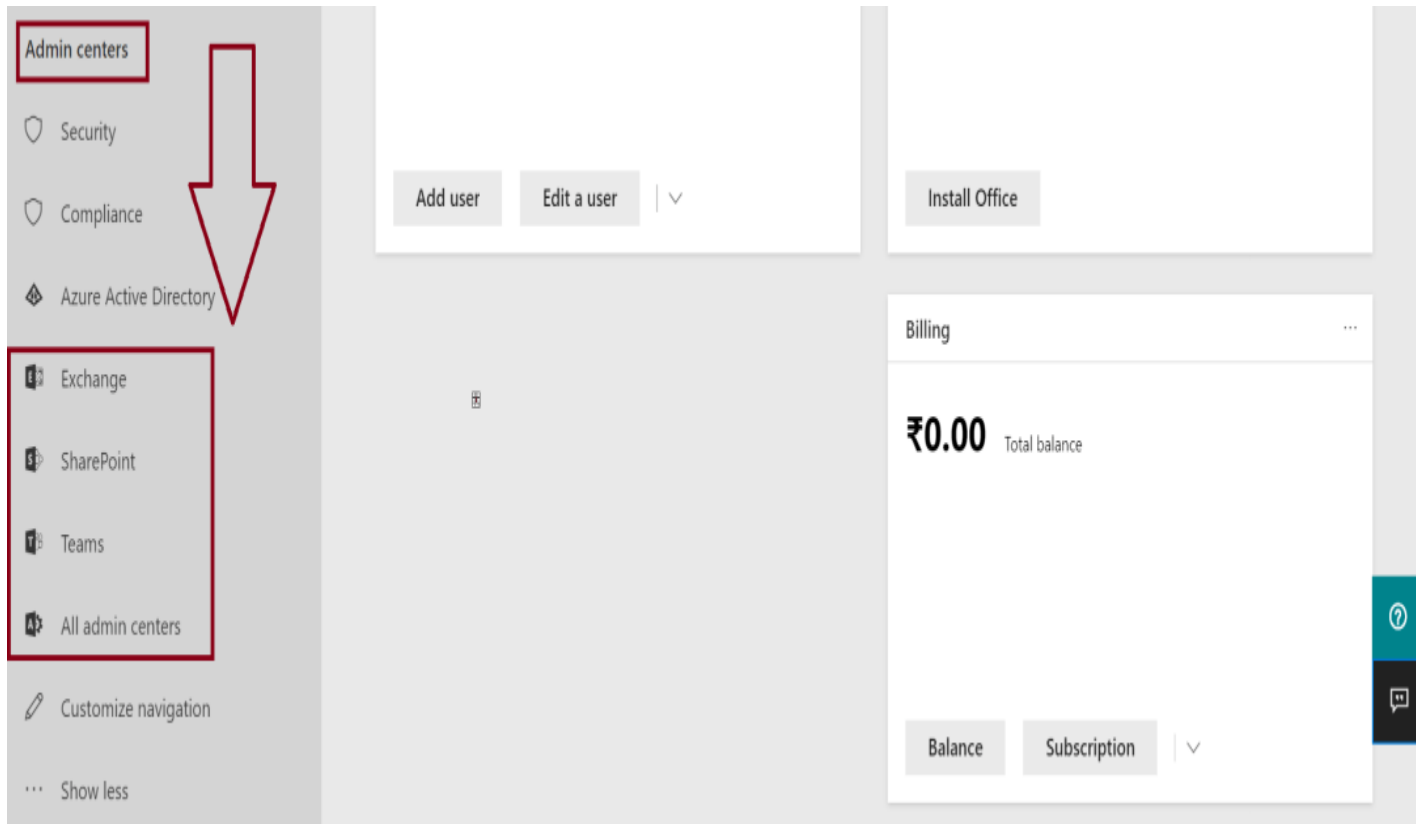 Admin centers
Security
Compliance
Azure Active Directory
Exchange
SharePoint
Teams
All admin centers
Customize navigation
Show less
Add user
Edit a user
Install Office
Billing
₹0.00 Total balance
Balance
Subscription